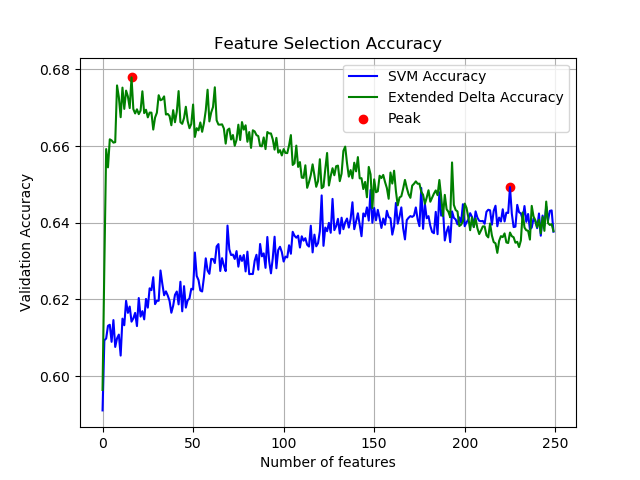 Feature Selection Accuracy
SVM Accuracy
Extended Delta Accuracy
Peak
Validation Accuracy
0.68
0.66
0.64
0.62
0.60
0 50 100 150 200 250
Number of features